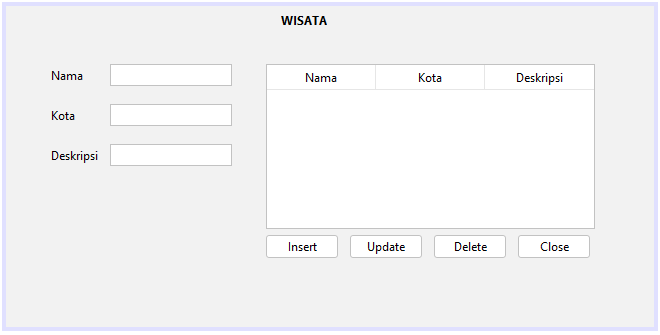 WISATA
Nama
Kota
Deskripsi
Nama Kota Deskripsi
Insert Update Delete Close